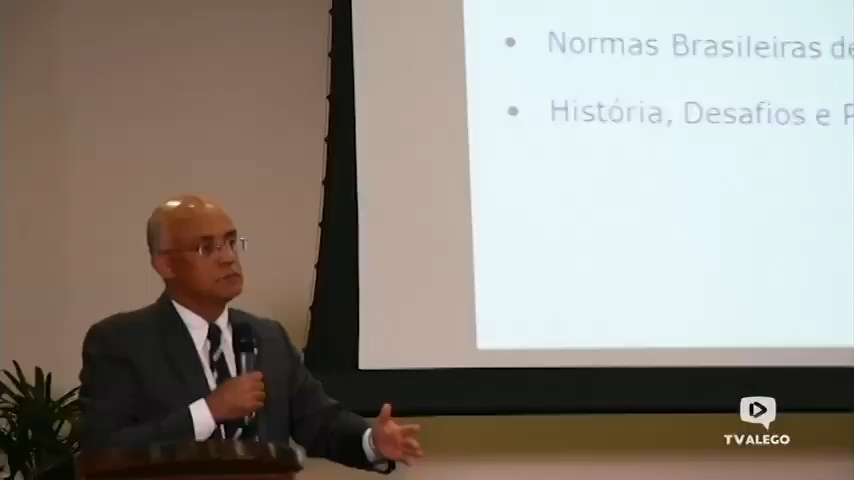 • Normas Brasileiras de
• História, Desafios e P
TVALEGO